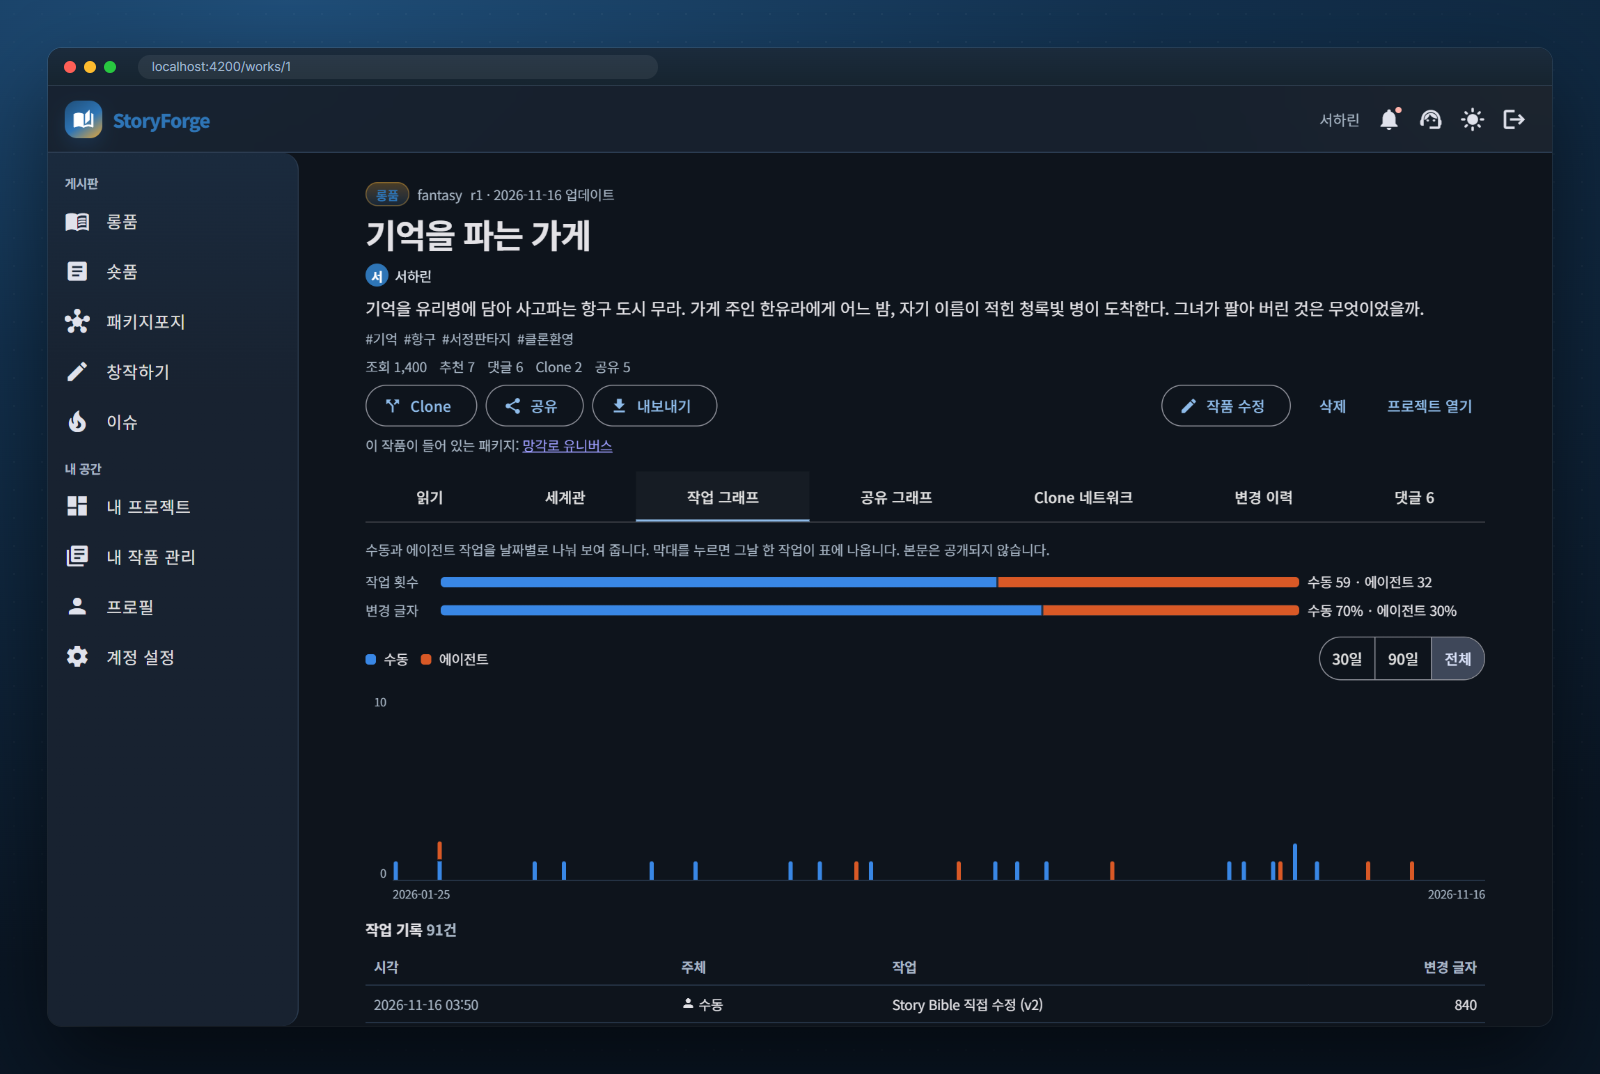 localhost:4200/works/1
StoryForge
서하린
게시판
롱폼
숏폼
패키지포지
창작하기
이슈
내 공간
내 프로젝트
내 작품 관리
프로필
계정 설정
롱폼 fantasy r1 · 2026-11-16 업데이트
기억을 파는 가게
서 서하린
기억을 유리병에 담아 사고파는 항구 도시 무라. 가게 주인 한유라에게 어느 밤, 자기 이름이 적힌 청록빛 병이 도착한다. 그녀가 팔아 버린 것은 무엇이었을까.
#기억 #항구 #서정판타지 #클론환영
조회 1,400 추천 7 댓글 6 Clone 2 공유 5
Clone 공유 내보내기 작품 수정 삭제 프로젝트 열기
이 작품이 들어 있는 패키지: 망각로 유니버스
읽기 세계관 작업 그래프 공유 그래프 Clone 네트워크 변경 이력 댓글 6
수동과 에이전트 작업을 날짜별로 나눠 보여 줍니다. 막대를 누르면 그날 한 작업이 표에 나옵니다. 본문은 공개되지 않습니다.
작업 횟수 수동 59 · 에이전트 32
변경 글자 수동 70% · 에이전트 30%
수동 에이전트 30일 90일 전체
10
0
2026-01-25 2026-11-16
작업 기록 91건
시각 주체 작업 변경 글자
2026-11-16 03:50 수동 Story Bible 직접 수정 (v2) 840